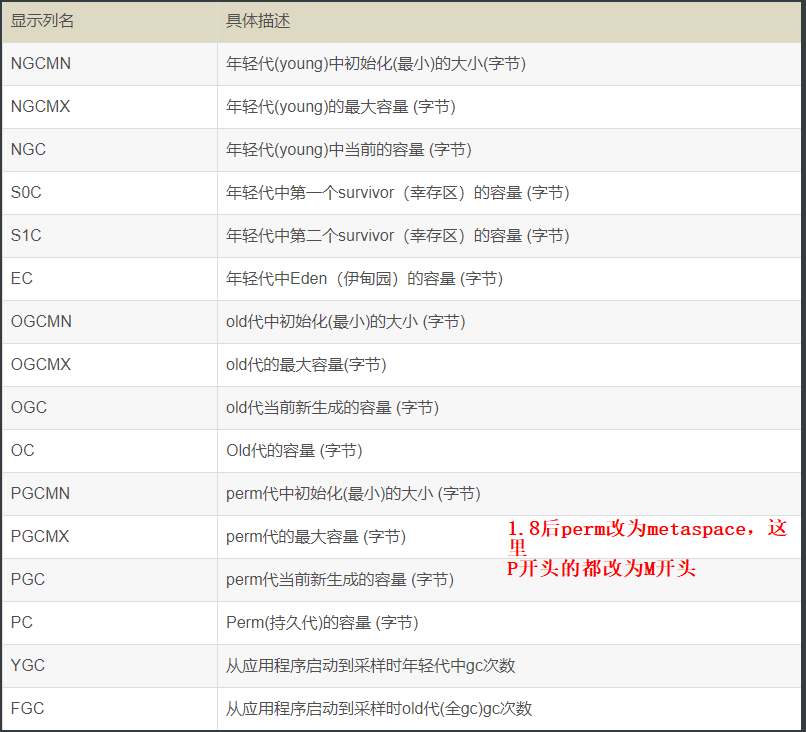 显示列名 具体描述
NGCMN 年轻代(young)中初始化(最小)的大小(字节)
NGCMX 年轻代(young)的最大容量 (字节)
NGC 年轻代(young)中当前的容量 (字节)
S0C 年轻代中第一个survivor（幸存区）的容量 (字节)
S1C 年轻代中第二个survivor（幸存区）的容量 (字节)
EC 年轻代中Eden（伊甸园）的容量 (字节)
OGCMN old代中初始化(最小)的大小 (字节)
OGCMX old代的最大容量(字节)
OGC old代当前新生成的容量 (字节)
OC Old代的容量 (字节)
PGCMN perm代中初始化(最小)的大小 (字节)
PGCMX perm代的最大容量 (字节)
1.8后perm改为metaspace，这
里
P开头的都改为M开头
PGC perm代当前新生成的容量 (字节)
PC Perm(持久代)的容量 (字节)
YGC 从应用程序启动到采样时年轻代中gc次数
FGC 从应用程序启动到采样时old代(全gc)gc次数